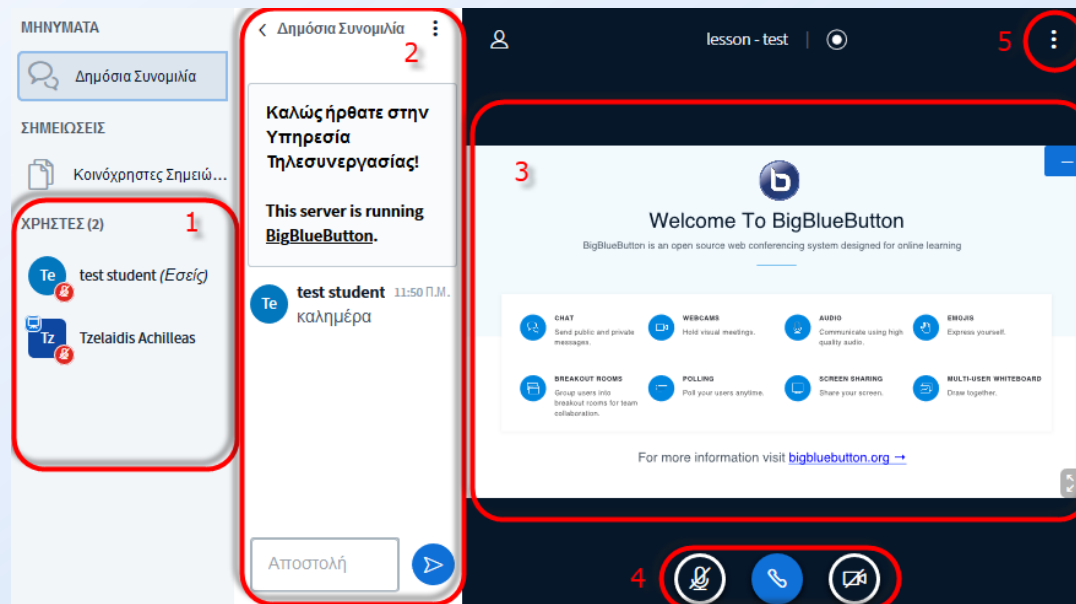 ΜΗΝΥΜΑΤΑ
Δημόσια Συνομιλία
ΣΗΜΕΙΩΣΕΙΣ
Κοινόχρηστες Σημειώ...
ΧΡΗΣΤΕΣ (2)
1
Te
test student (Εσείς)
Tz
Tzelaidis Achilleas
Δημόσια Συνομιλία
2
Καλώς ήρθατε στην
Υπηρεσία
Τηλεσυνεργασίας!
This server is running
BigBlueButton.
Te
test student 11:50 Π.Μ.
καλημέρα
Αποστολή
lesson - test
5
3
b
Welcome To BigBlueButton
BigBlueButton is an open source web conferencing system designed for online learning
CHAT
Send public and private
messages.
WEBCAMS
Hold visual meetings.
AUDIO
Communicate using high
quality audio.
EMOJIS
Express yourself.
BREAKOUT ROOMS
Group users into
breakout rooms for team
collaboration.
POLLING
Poll your users anytime.
SCREEN SHARING
Share your screen.
MULTI-USER WHITEBOARD
Draw together.
For more information visit bigbluebutton.org →
4